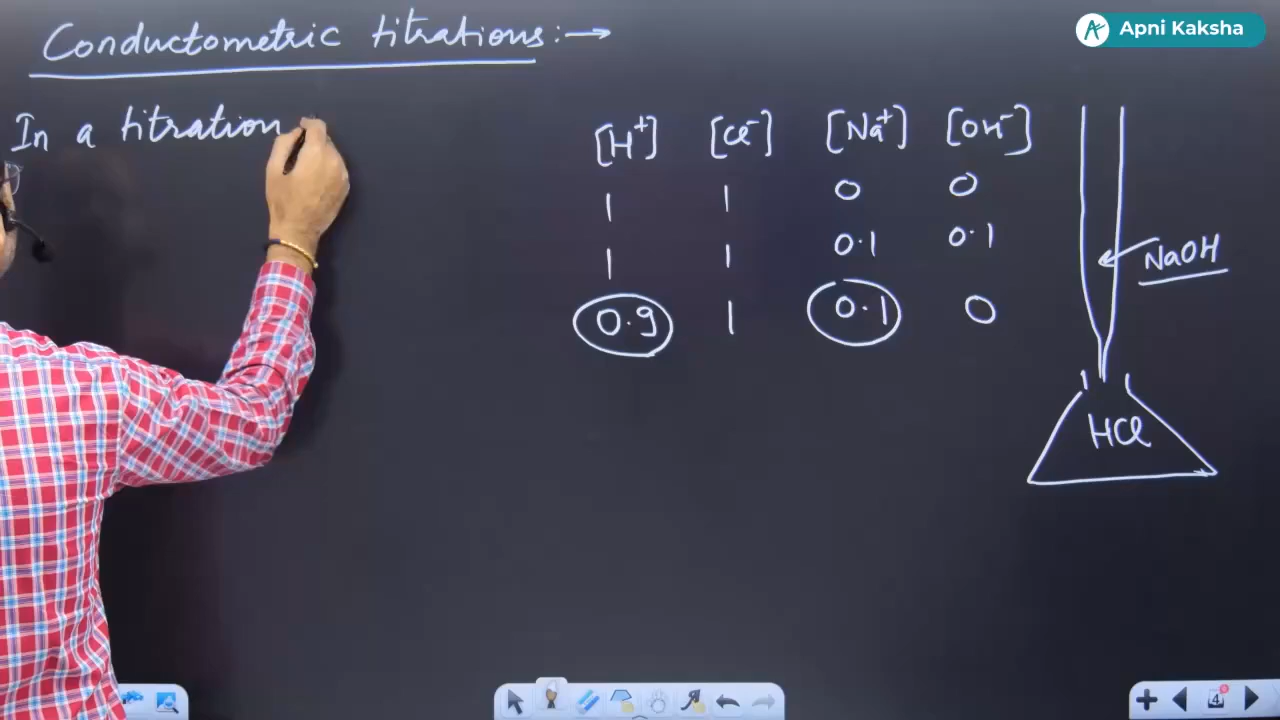 Conductometric titrations :→
Apni Kaksha
In a titration
[H⁺] [Cl⁻] [Na⁺] [OH⁻]
1 1 0 0
1 1 0.1 0.1
0.9 1 0.1 0
NaOH
HCl
4